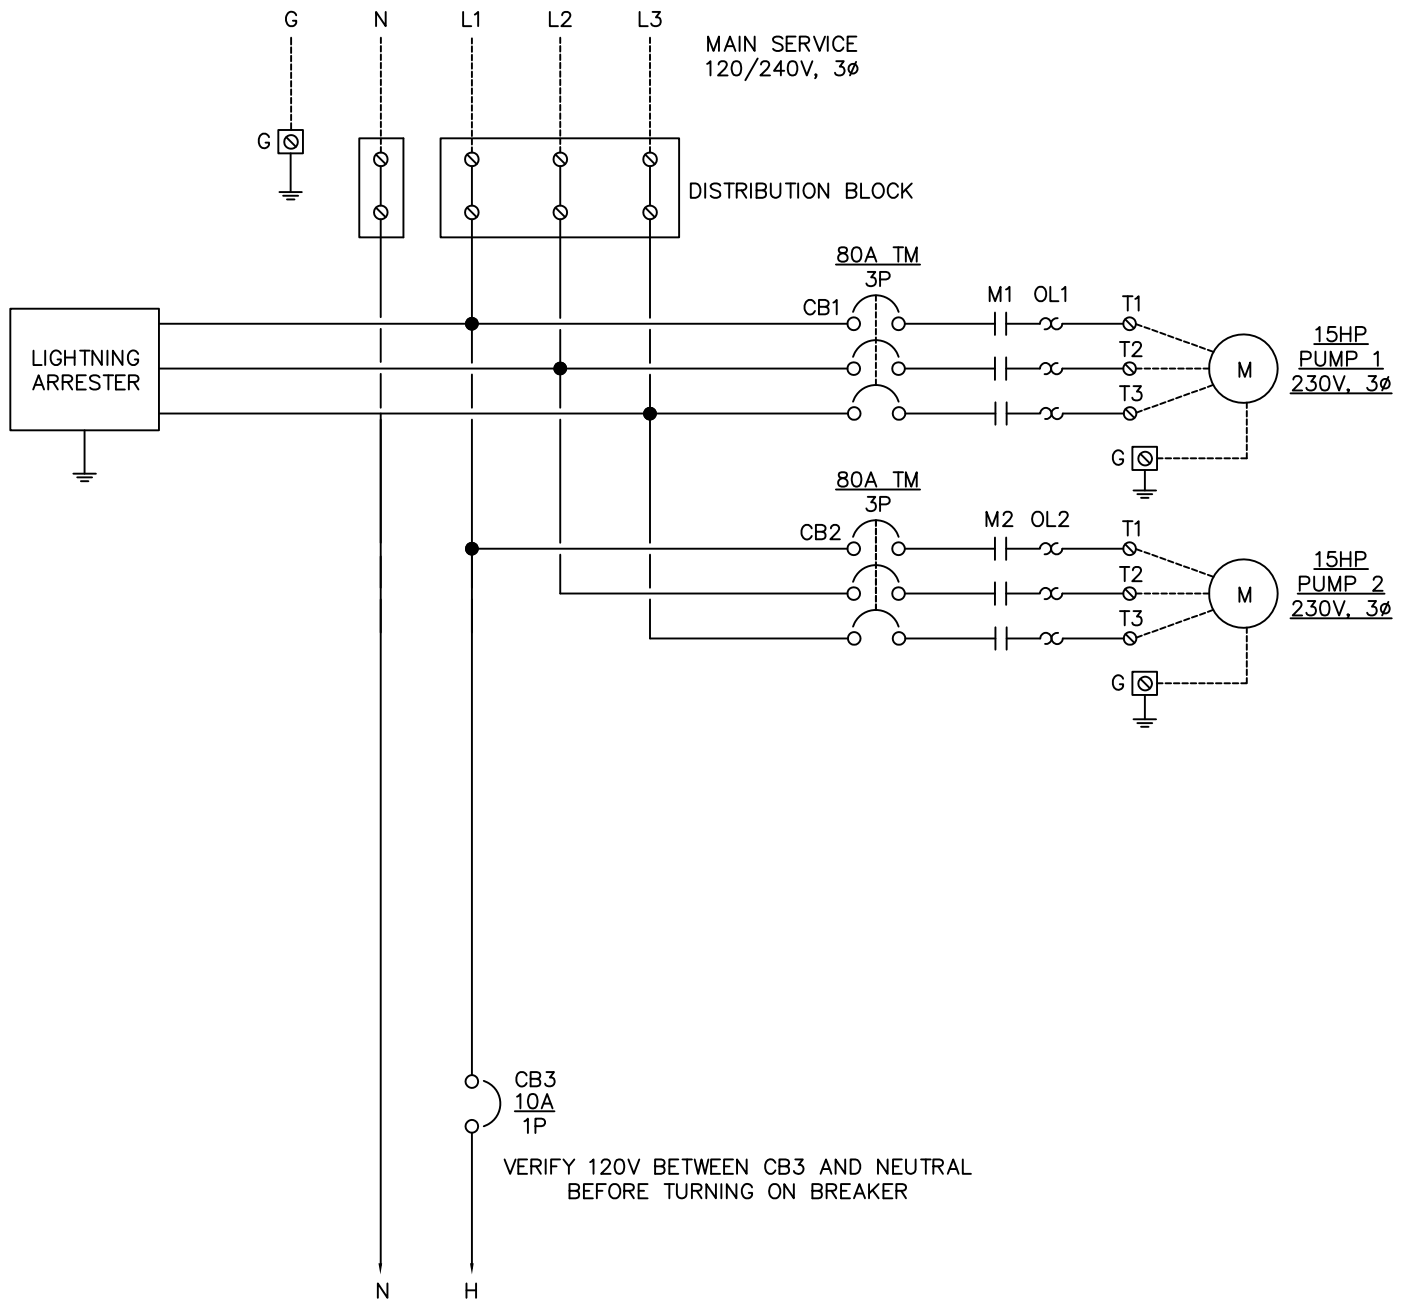 G N L1 L2 L3
MAIN SERVICE
120/240V, 3ø
G
DISTRIBUTION BLOCK
80A TM
3P
CB1
M1 OL1
T1
T2
T3
LIGHTNING
ARRESTER
M
15HP
PUMP 1
230V, 3ø
G
80A TM
3P
CB2
M2 OL2
T1
T2
T3
M
15HP
PUMP 2
230V, 3ø
G
CB3
10A
1P
VERIFY 120V BETWEEN CB3 AND NEUTRAL
BEFORE TURNING ON BREAKER
N H